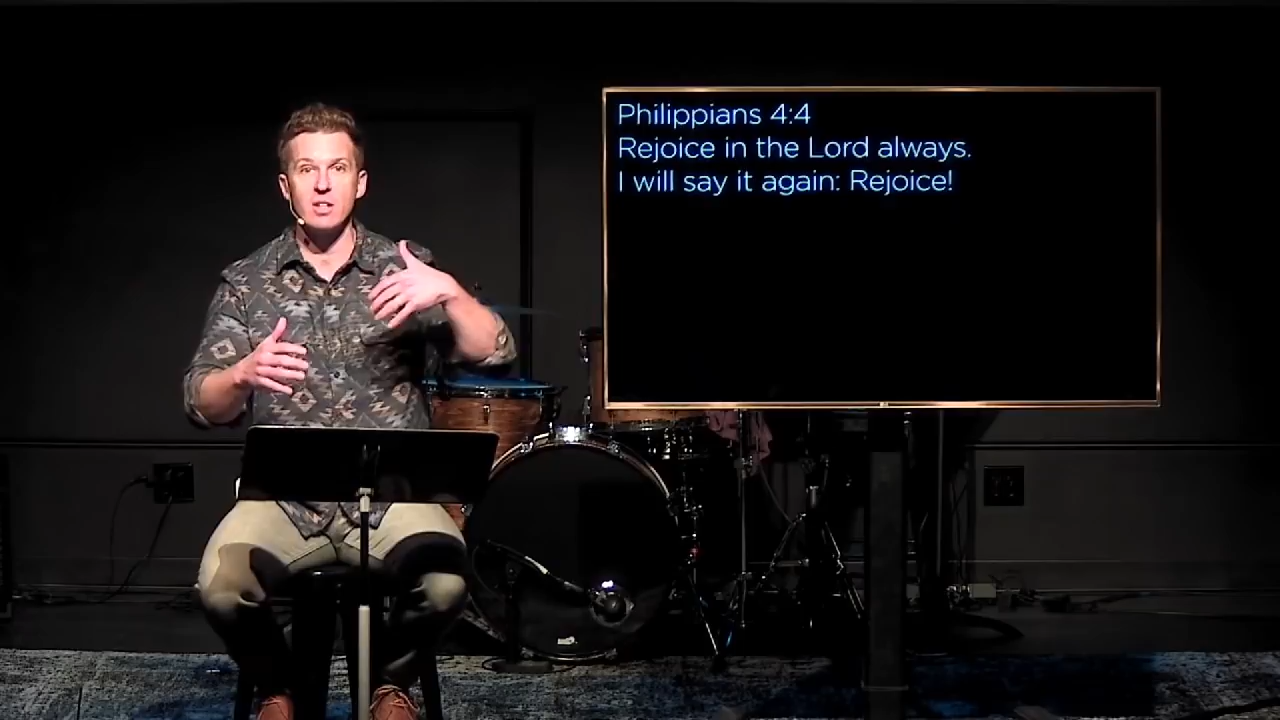 Philippians 4:4
Rejoice in the Lord always.
I will say it again: Rejoice!